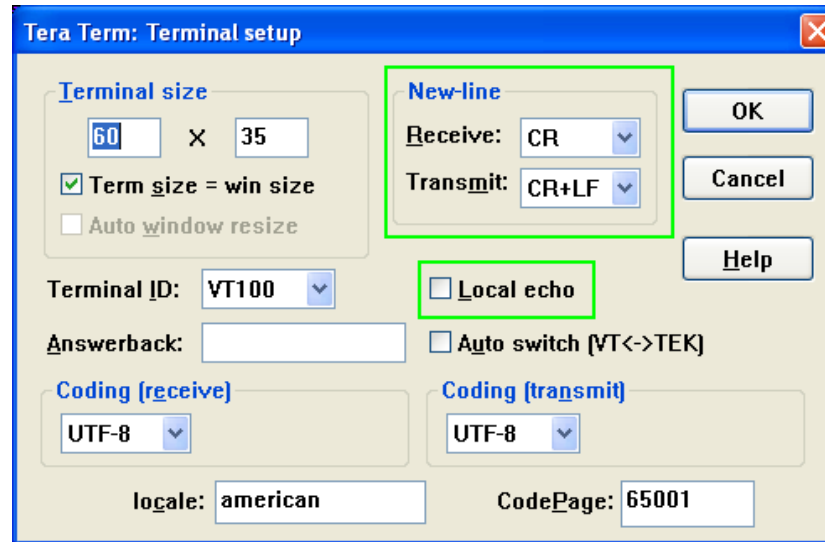 Tera Term: Terminal setup
Terminal size
60 X 35
Term size = win size
Auto window resize
New-line
Receive: CR
Transmit: CR+LF
OK
Cancel
Help
Terminal ID: VT100
Local echo
Answerback:
Auto switch (VT<->TEK)
Coding (receive)
UTF-8
Coding (transmit)
UTF-8
locale: american
CodePage: 65001